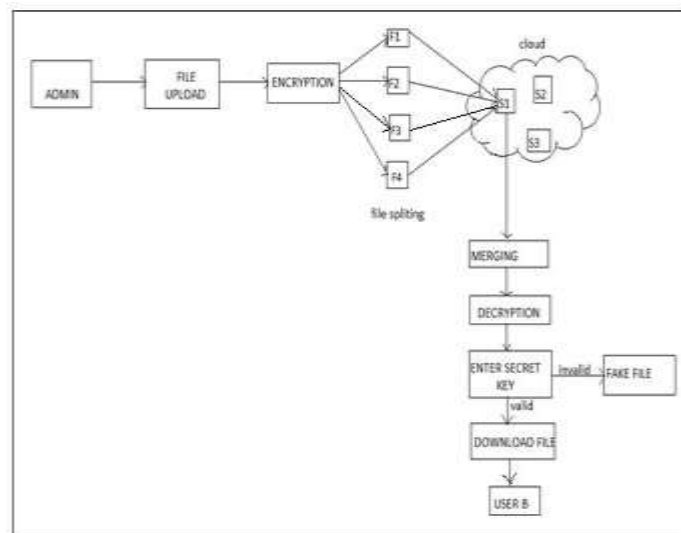 F1
cloud
ADMIN
FILE
UPLOAD
ENCRYPTION
F2
S1
S2
F3
S3
F4
file spliting
MERGING
DECRYPTION
ENTER SECRET
KEY
invalid
FAKE FILE
valid
DOWNLOAD FILE
USER B